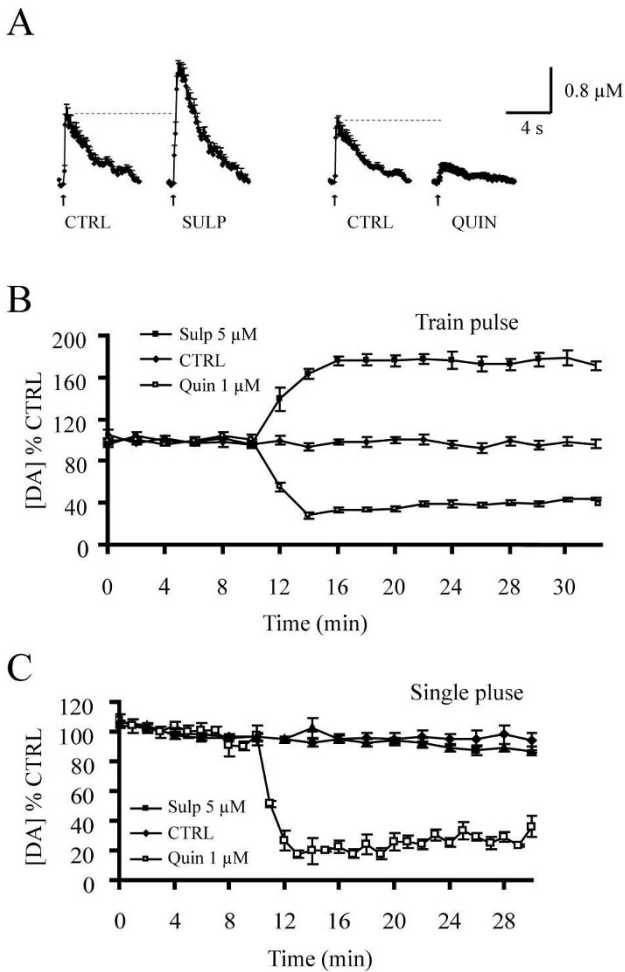 A
0.8 µM
4 s
↑ ↑ ↑ ↑
CTRL SULP CTRL QUIN
B
Train pulse
Sulp 5 µM
CTRL
Quin 1 µM
[DA] % CTRL
200
160
120
80
40
0
0 4 8 12 16 20 24 28 30
Time (min)
C
Single pluse
[DA] % CTRL
120
100
80
60
40
20
0
Sulp 5 µM
CTRL
Quin 1 µM
0 4 8 12 16 20 24 28
Time (min)